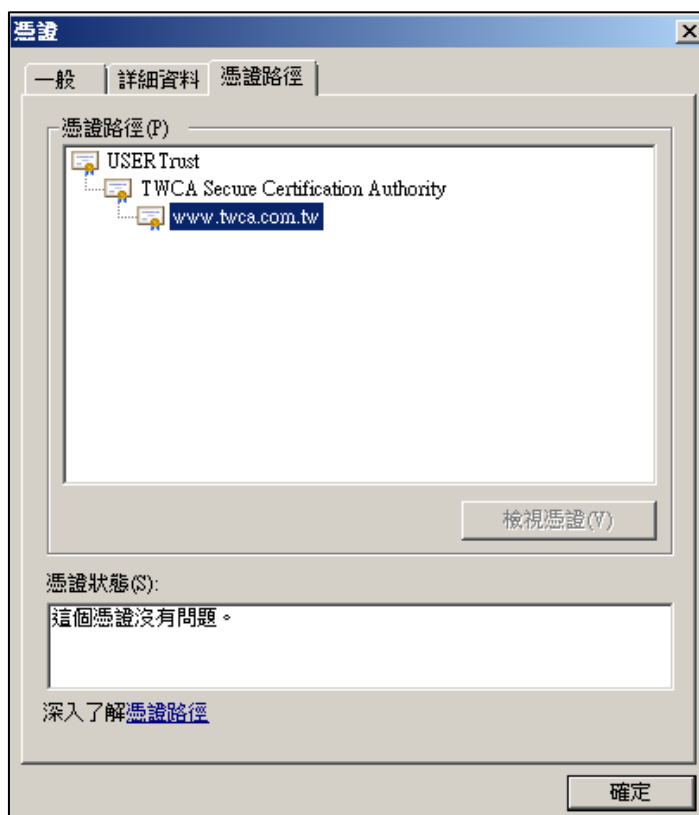 憑證
一般 詳細資料 憑證路徑
憑證路徑(P)
USERTrust
TWCA Secure Certification Authority
www.twca.com.tw
檢視憑證(V)
憑證狀態(S):
這個憑證沒有問題。
深入了解憑證路徑
確定